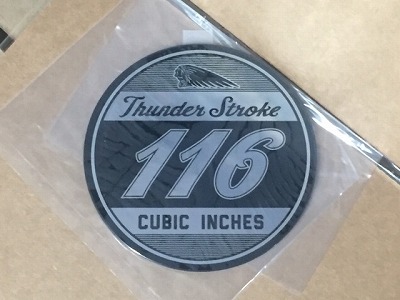 Thunder Stroke
116
CUBIC INCHES